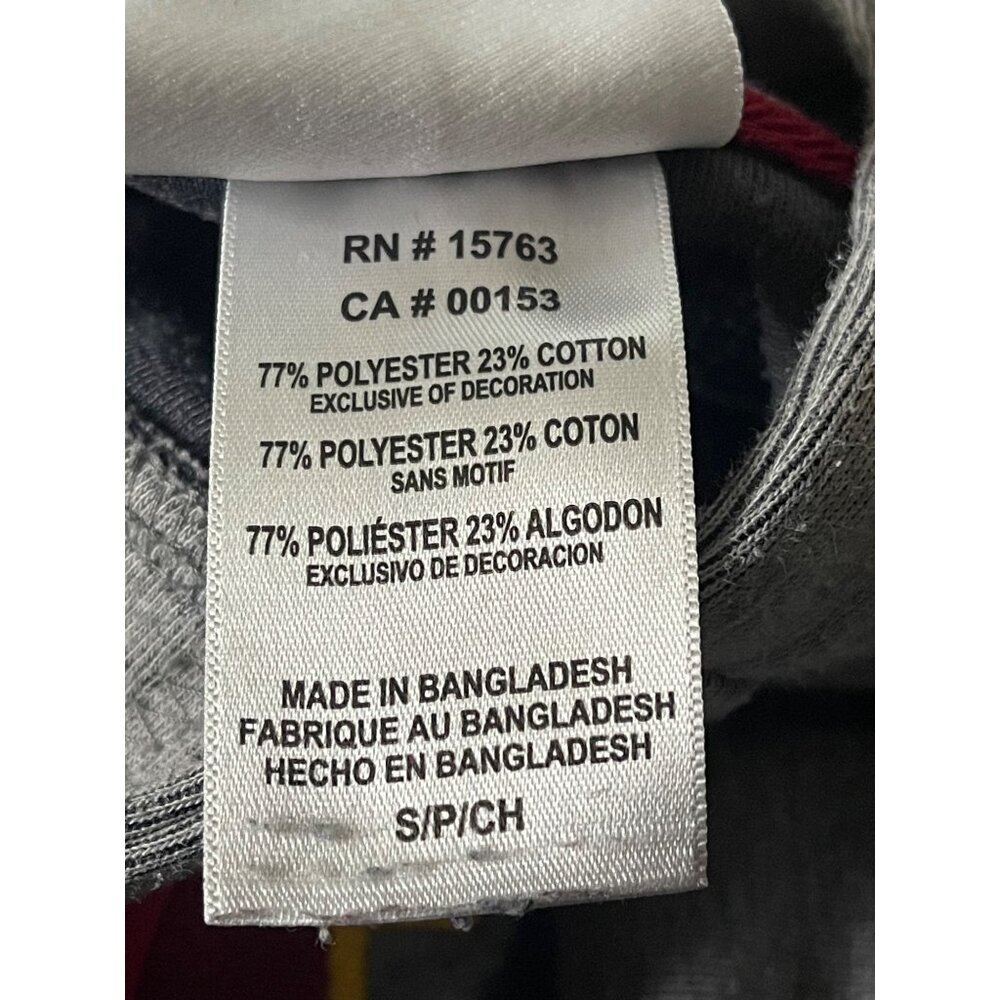 RN # 15763
CA # 00153
77% POLYESTER 23% COTTON
EXCLUSIVE OF DECORATION
77% POLYESTER 23% COTON
SANS MOTIF
77% POLIÉSTER 23% ALGODON
EXCLUSIVO DE DECORACION
MADE IN BANGLADESH
FABRIQUE AU BANGLADESH
HECHO EN BANGLADESH
S/P/CH